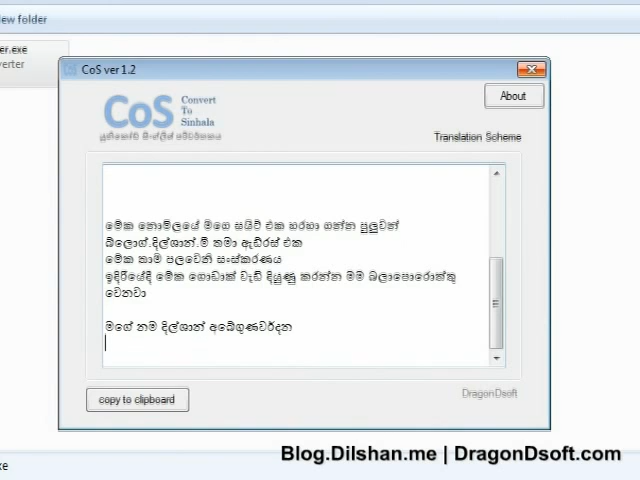 ew folder
er.exe
verter
CoS ver 1.2
About
CoS
Convert
To
Sinhala
Translation Scheme
මේක නොමිලයේ මගෙ සයිට් එක හරහා ගන්න පුලුවන්
බ්ලොග්.දිල්ශාන්.මී තමා ඇඩ්රස් එක
මේක තාම පලවෙනි සංස්කරණය
ඉදිරියේදී මේක ගොඩාක් වැඩි දියුණු කරන්න මම බලාපොරොත්තු
වෙනවා
මගේ නම දිල්ශාන් අබේගුණවර්දන
copy to clipboard
DragonDsoft
Blog.Dilshan.me | DragonDsoft.com
xe